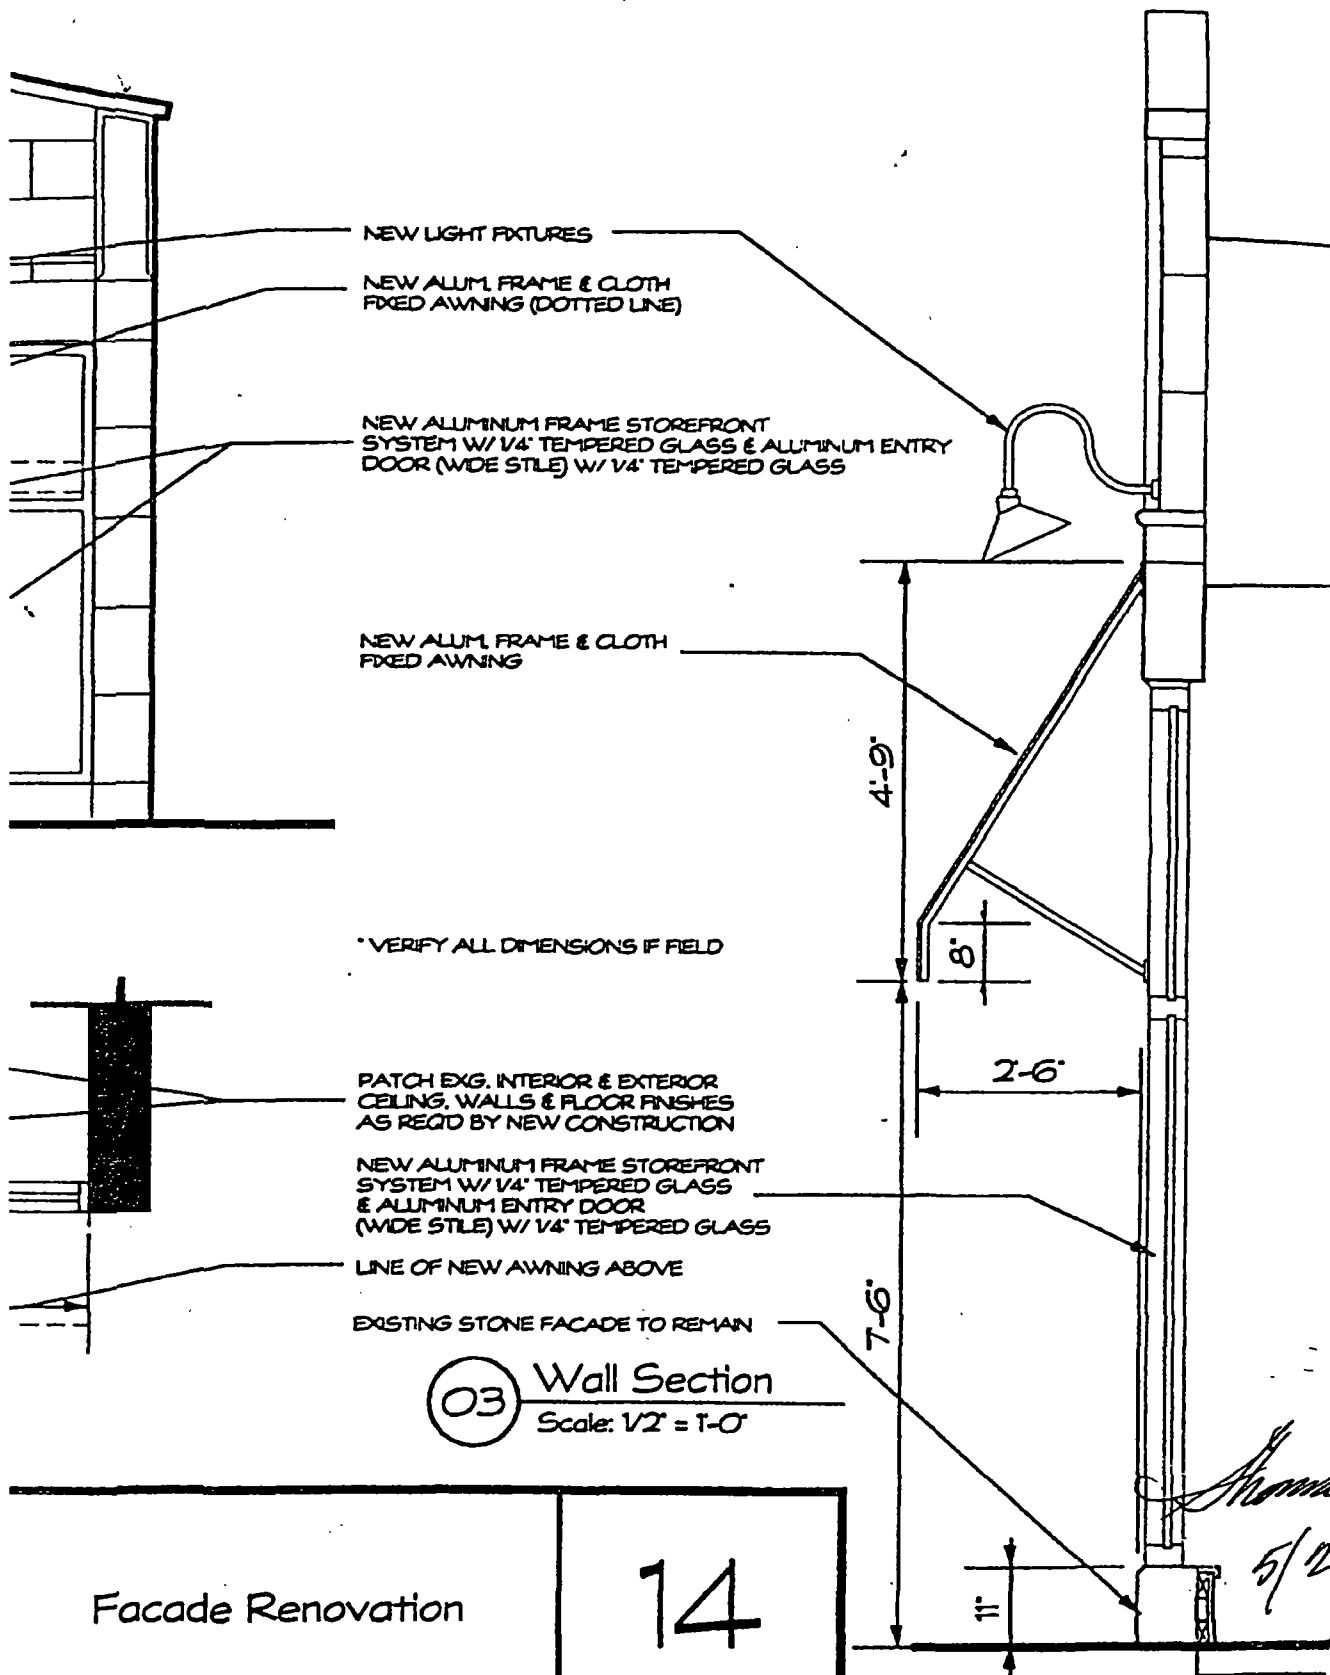 NEW LIGHT FIXTURES
NEW ALUM. FRAME & CLOTH
FIXED AWNING (DOTTED LINE)
NEW ALUMINUM FRAME STOREFRONT
SYSTEM W/ 1/4" TEMPERED GLASS & ALUMINUM ENTRY
DOOR (WIDE STILE) W/ 1/4" TEMPERED GLASS
NEW ALUM. FRAME & CLOTH
FIXED AWNING
4'-9"
* VERIFY ALL DIMENSIONS IF FIELD
8"
2'-6"
PATCH EXG. INTERIOR & EXTERIOR
CEILING, WALLS & FLOOR FINISHES
AS REQ'D BY NEW CONSTRUCTION
NEW ALUMINUM FRAME STOREFRONT
SYSTEM W/ 1/4" TEMPERED GLASS
& ALUMINUM ENTRY DOOR
(WIDE STILE) W/ 1/4" TEMPERED GLASS
LINE OF NEW AWNING ABOVE
7'-6"
EXISTING STONE FACADE TO REMAIN
03 Wall Section
Scale: 1/2" = 1'-0"
5/2
11"
Facade Renovation
14